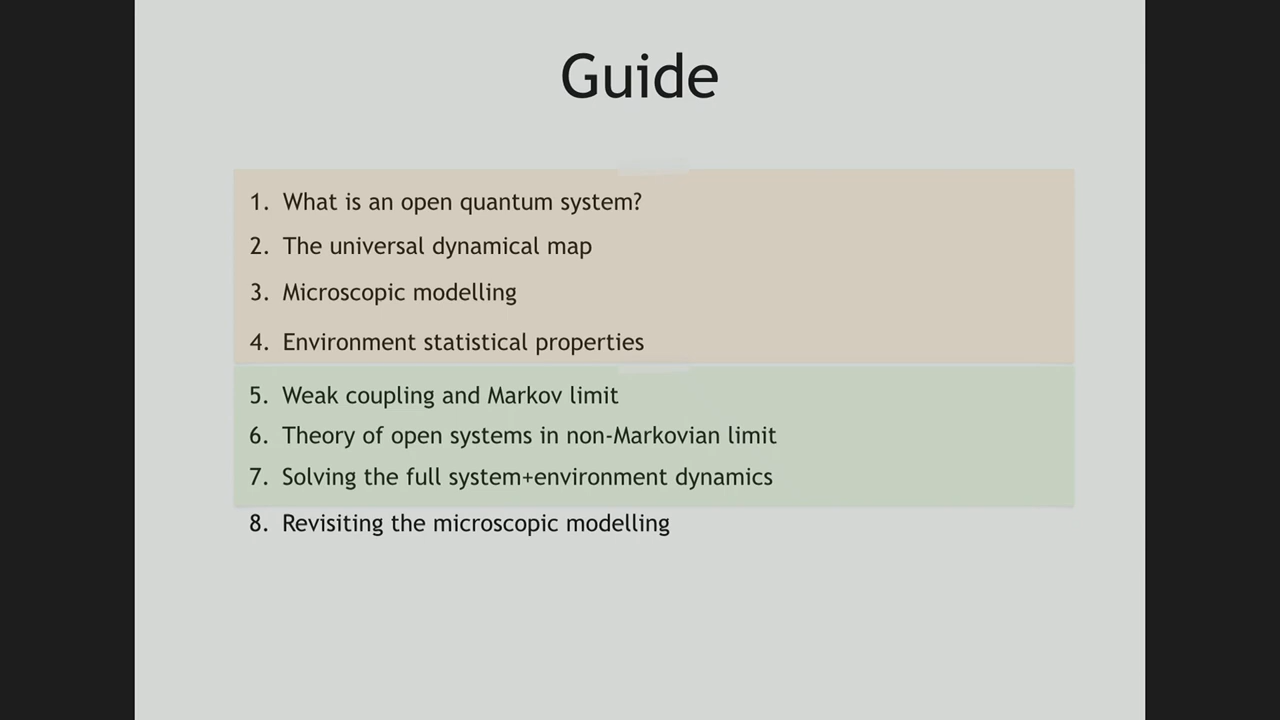 Guide
1. What is an open quantum system?
2. The universal dynamical map
3. Microscopic modelling
4. Environment statistical properties
5. Weak coupling and Markov limit
6. Theory of open systems in non-Markovian limit
7. Solving the full system+environment dynamics
8. Revisiting the microscopic modelling